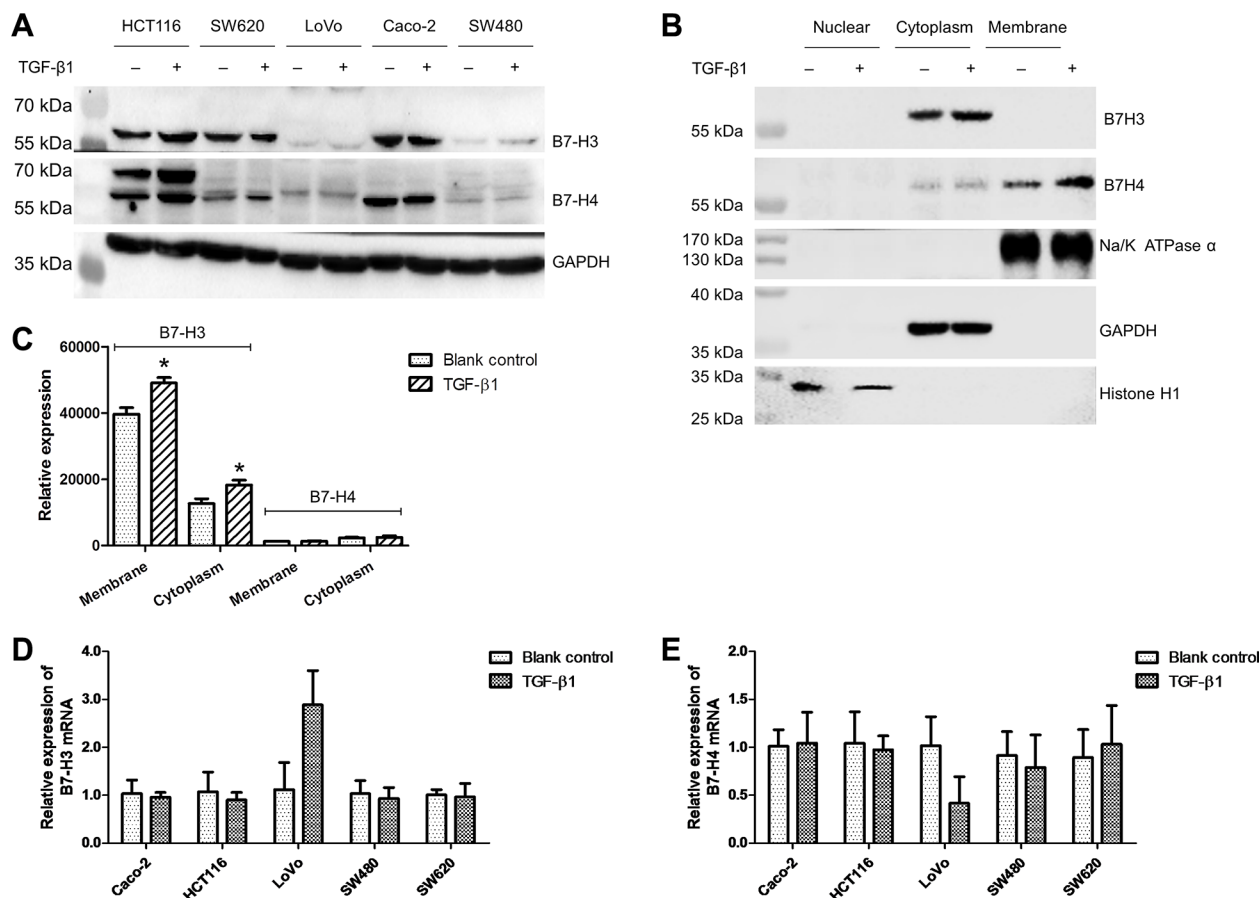 A
HCT116 SW620 LoVo Caco-2 SW480
TGF-β1 – + – + – + – + – +
70 kDa
55 kDa
B7-H3
70 kDa
55 kDa
B7-H4
35 kDa
GAPDH
B
Nuclear Cytoplasm Membrane
TGF-β1 – + – + – +
55 kDa
B7H3
55 kDa
B7H4
170 kDa
130 kDa
Na/K ATPase α
40 kDa
35 kDa
GAPDH
35 kDa
25 kDa
Histone H1
C
B7-H3
60000
40000
20000
0
Relative expression
* *
B7-H4
Blank control
TGF-β1
Membrane Cytoplasm Membrane Cytoplasm
D
4.0
3.0
2.0
1.0
0.0
Relative expression of
B7-H3 mRNA
Blank control
TGF-β1
Caco-2 HCT116 LoVo SW480 SW620
E
2.0
1.5
1.0
0.5
0.0
Relative expression of
B7-H4 mRNA
Blank control
TGF-β1
Caco-2 HCT116 LoVo SW480 SW620